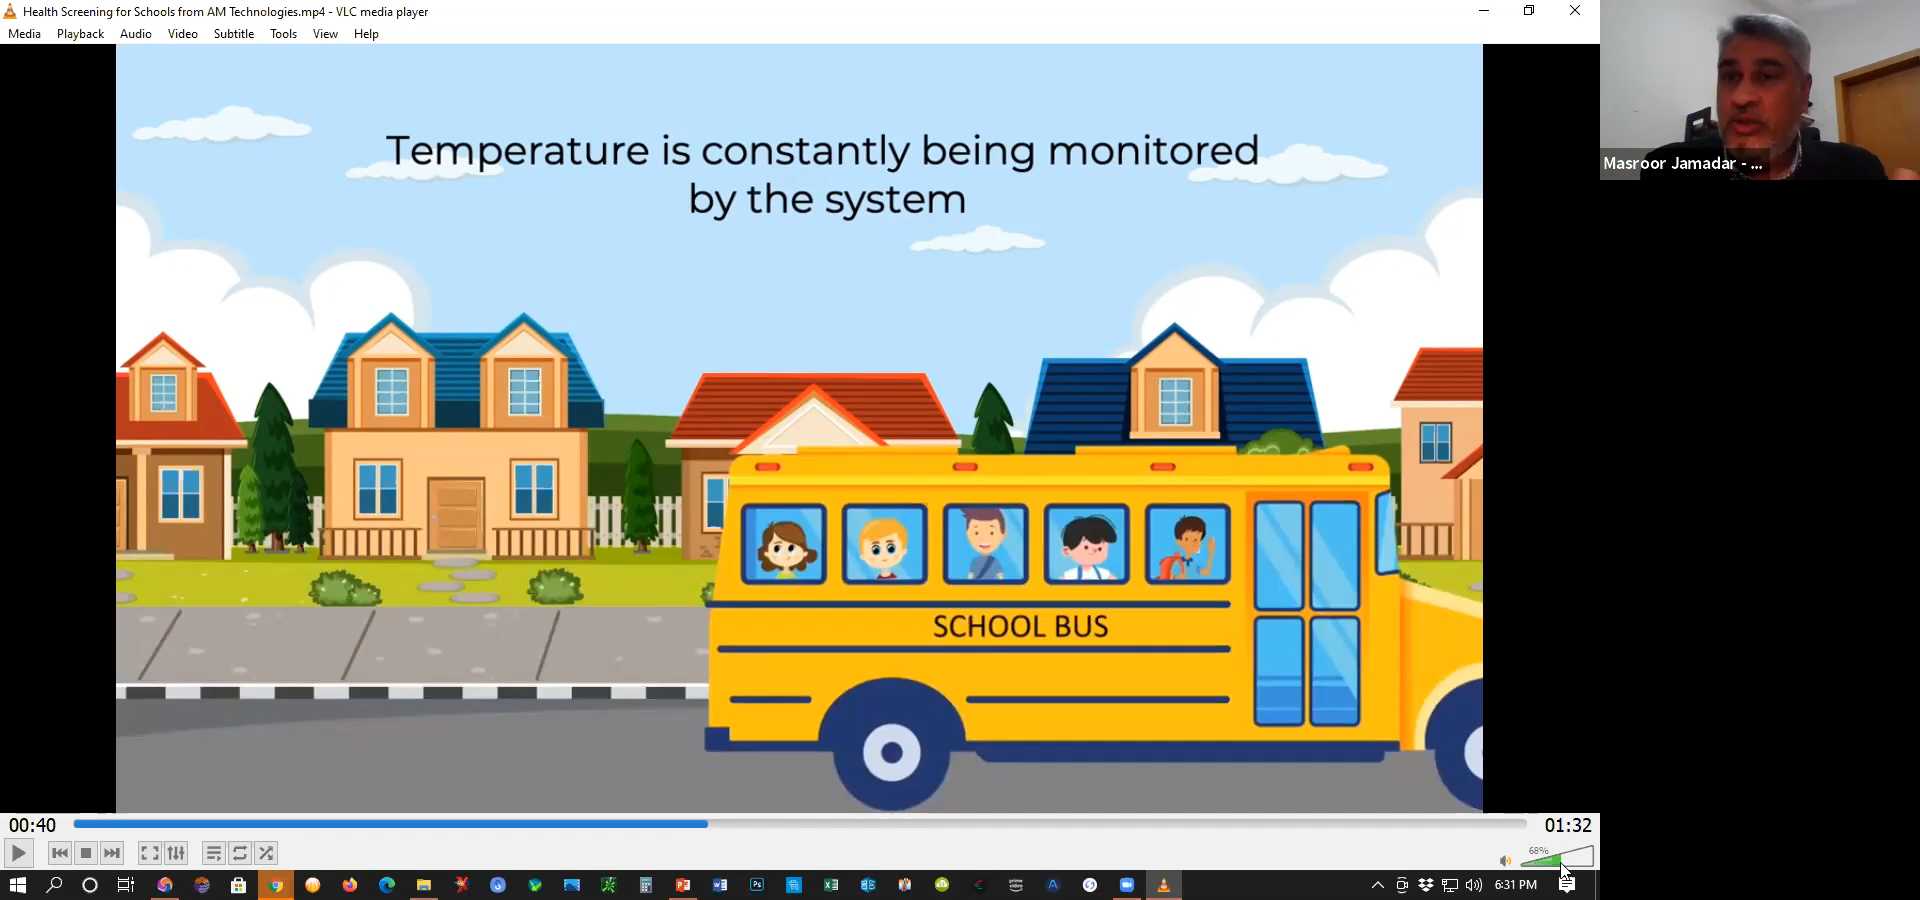 Health Screening for Schools from AM Technologies.mp4 - VLC media player
Media Playback Audio Video Subtitle Tools View Help
Masroor Jamadar - ...
Temperature is constantly being monitored
by the system
SCHOOL BUS
00:40
01:32
68%
6:31 PM